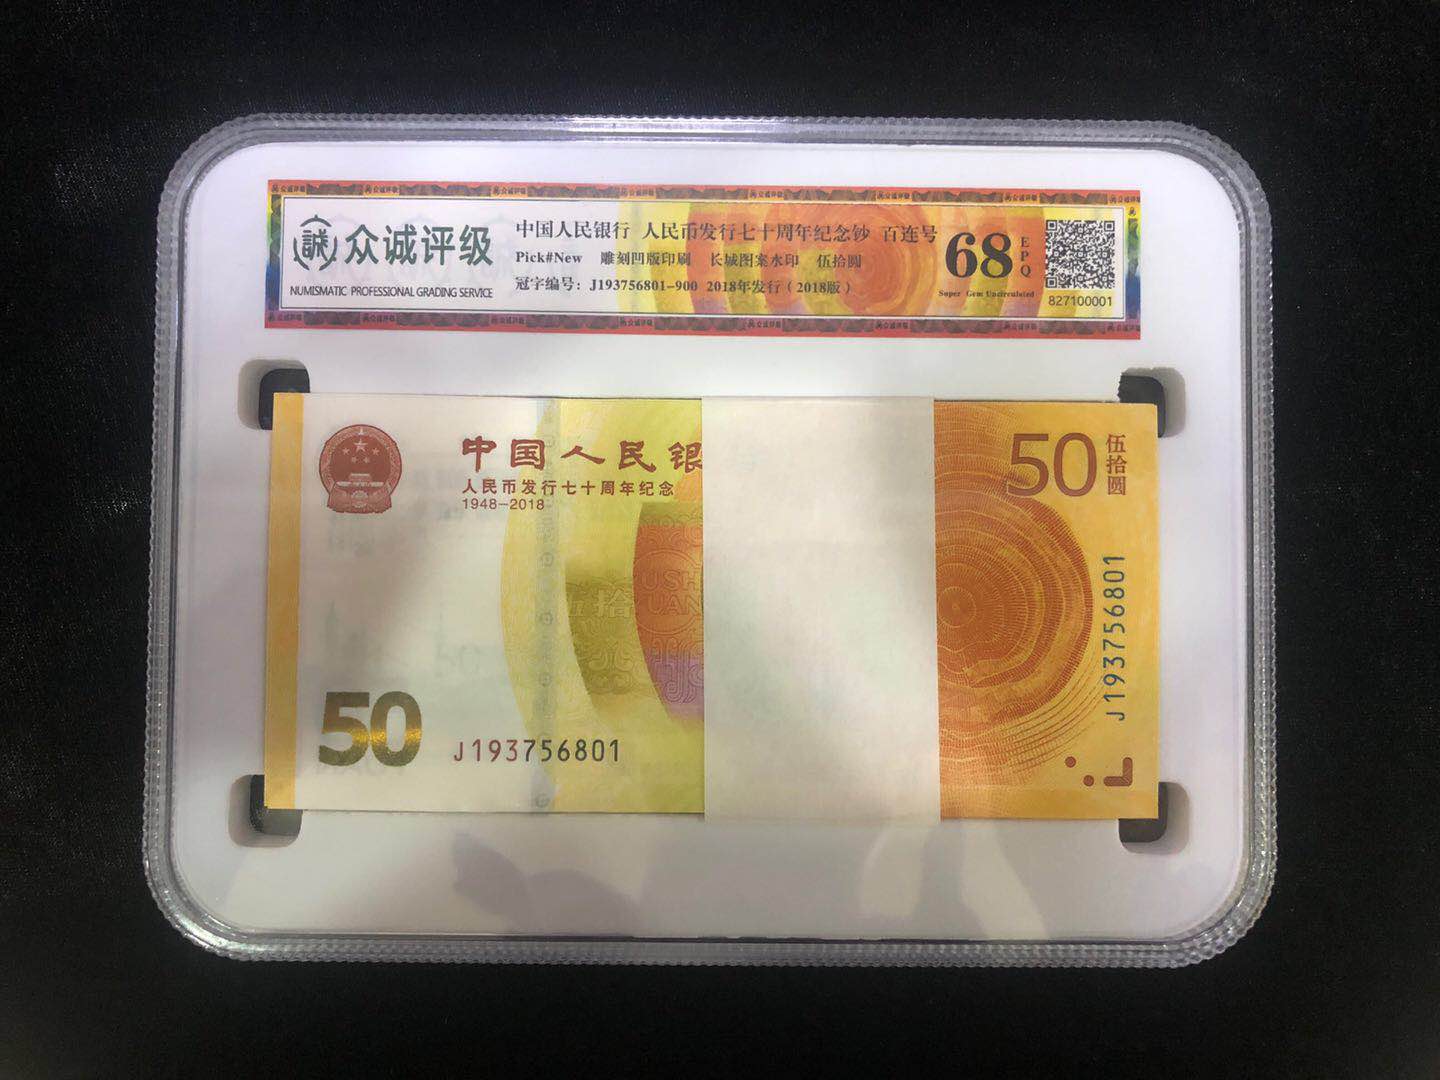 誠 众诚评级
NUMISMATIC PROFESSIONAL GRADING SERVICE
中国人民银行 人民币发行七十周年纪念钞 百连号
Pick#New 雕刻凹版印刷 长城图案水印 伍拾圆
冠字编号: J193756801-900 2018年发行(2018版)
68 EPQ
Super Gem Uncirculated
827100001
中国人民银
人民币发行七十周年纪念
1948-2018
50
伍拾圆
USH
UAN
拾
J193756801
50
J193756801